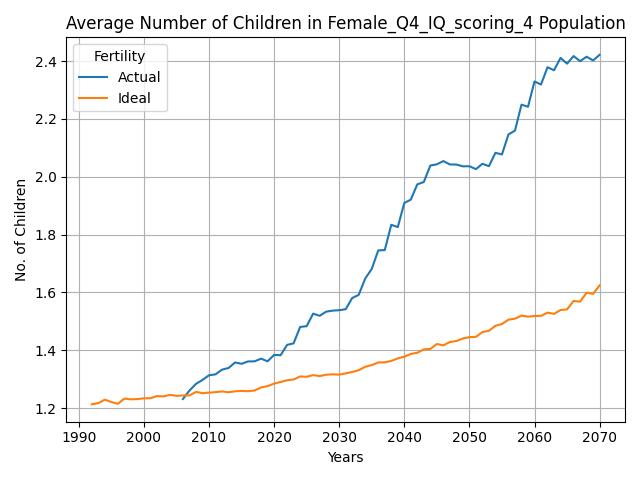 Average Number of Children in Female_Q4_IQ_scoring_4 Population
Fertility
Actual
Ideal
2.4
2.2
2.0
1.8
1.6
1.4
1.2
No. of Children
1990 2000 2010 2020 2030 2040 2050 2060 2070
Years